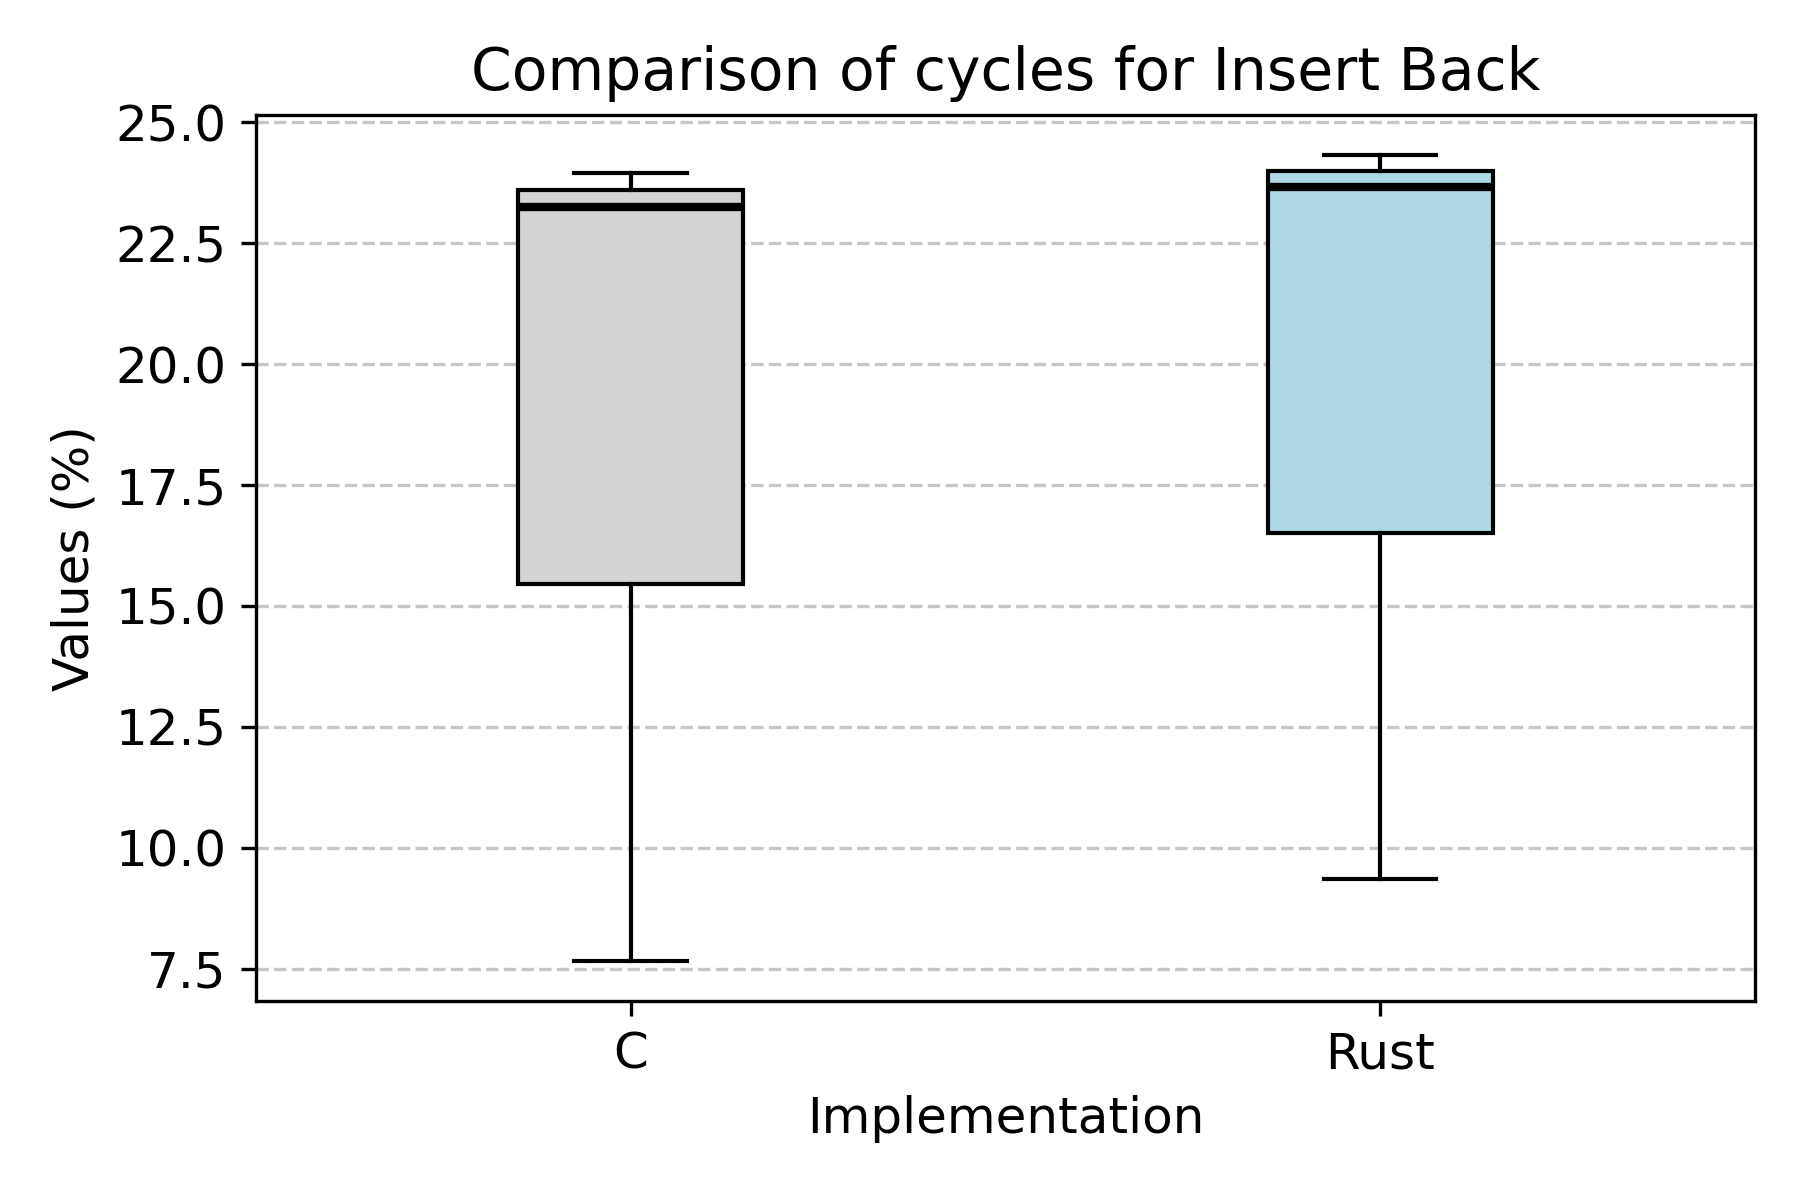 Comparison of cycles for Insert Back
25.0
22.5
20.0
17.5
15.0
12.5
10.0
7.5
Values (%)
C
Rust
Implementation